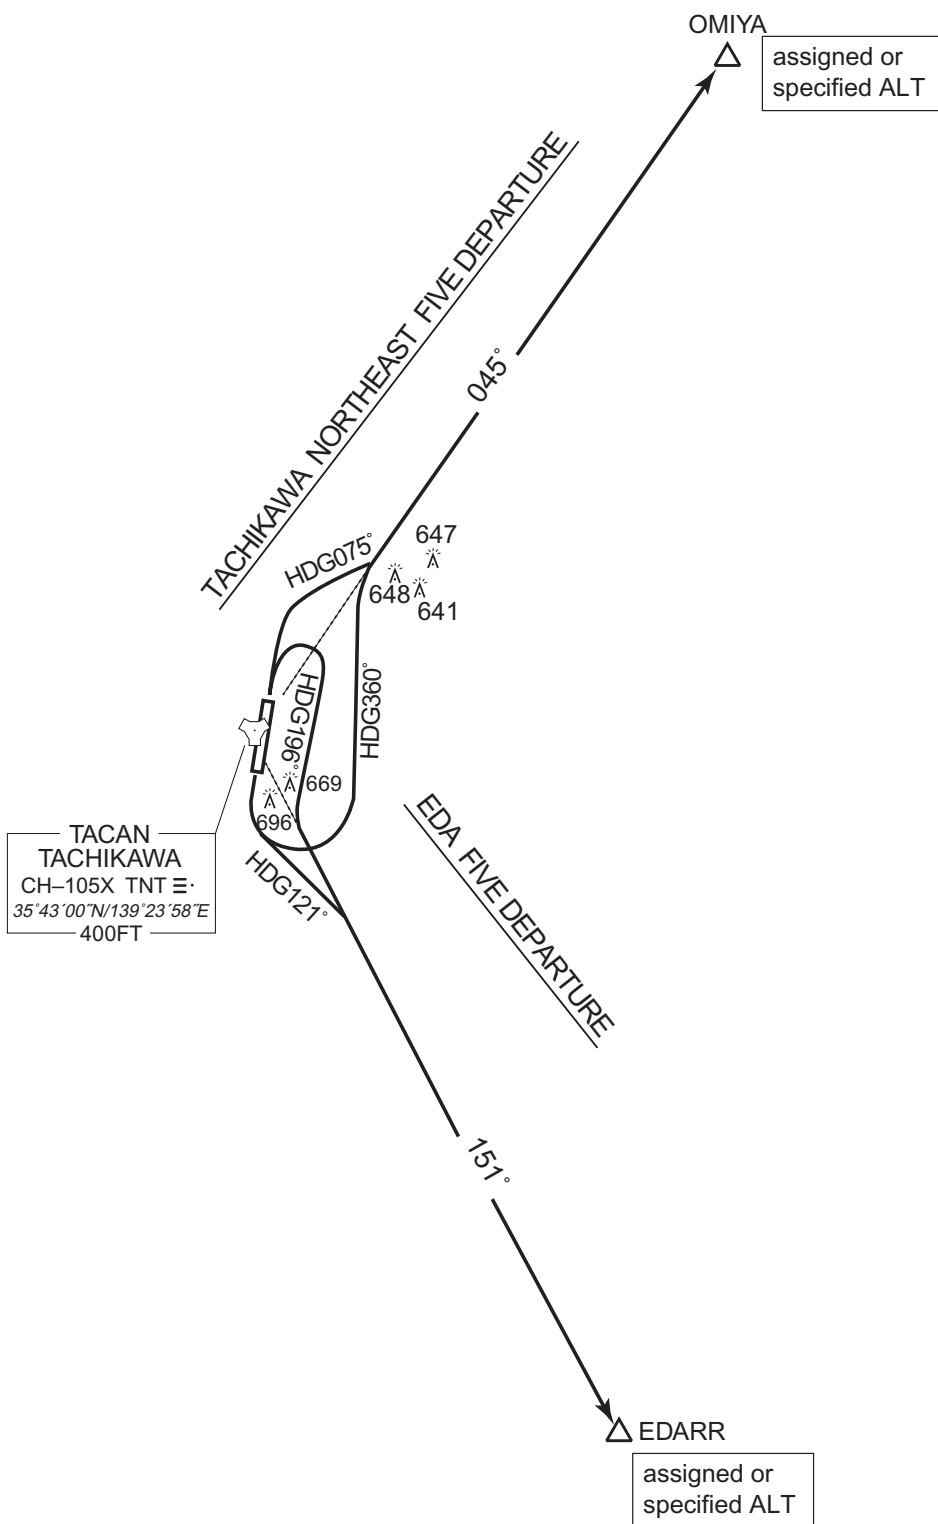 OMIYA
assigned or
specified ALT
TACHIKAWA NORTHEAST FIVE DEPARTURE
045°
647
HDG075°
648
641
HDG360°
HDG196°
669
696
TACAN
TACHIKAWA
CH–105X TNT
35°43′00″N/139°23′58″E
400FT
HDG121°
EDA FIVE DEPARTURE
151°
EDARR
assigned or
specified ALT